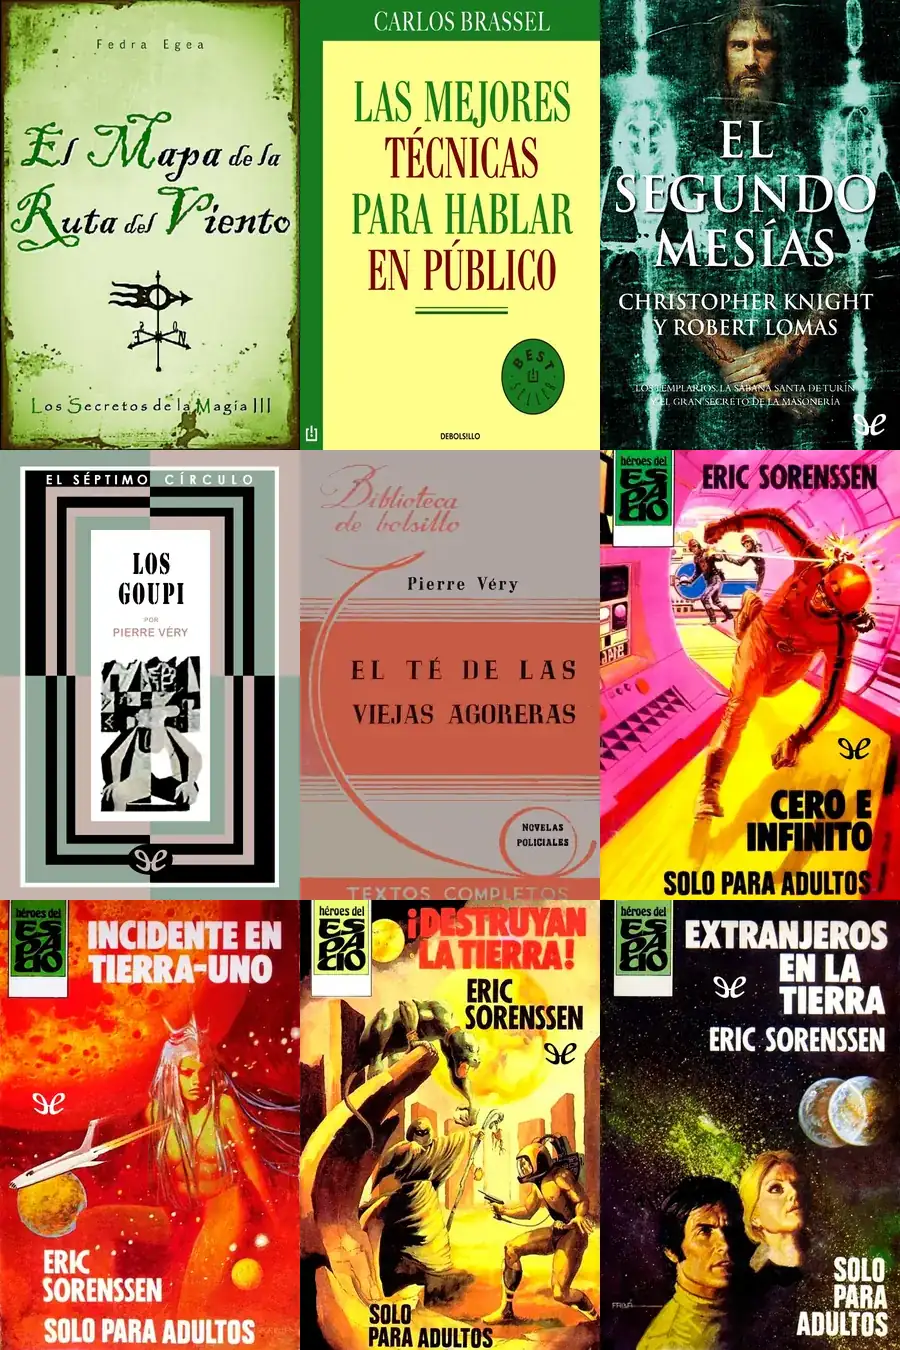 Fedra Egea
El Mapa de la
Ruta del Viento
Los Secretos de la Magia III
CARLOS BRASSEL
LAS MEJORES
TÉCNICAS
PARA HABLAR
EN PÚBLICO
BEST
SELLER
DEBOLSILLO
EL
SEGUNDO
MESÍAS
CHRISTOPHER KNIGHT
Y ROBERT LOMAS
LOS TEMPLARIOS, LA SÁBANA SANTA DE TURÍN
Y EL GRAN SECRETO DE LA MASONERÍA
EL SÉPTIMO CÍRCULO
LOS
GOUPI
POR
PIERRE VÉRY
Biblioteca
de bolsillo
Pierre Véry
EL TÉ DE LAS
VIEJAS AGORERAS
NOVELAS
POLICIALES
TEXTOS COMPLETOS
héroes del
ESPACIO
ERIC SORENSSEN
CERO E
INFINITO
SOLO PARA ADULTOS
héroes del
ESPACIO
INCIDENTE EN
TIERRA-UNO
ERIC
SORENSSEN
SOLO PARA ADULTOS
héroes del
ESPACIO
¡DESTRUYAN
LA TIERRA!
ERIC
SORENSSEN
SOLO
PARA ADULTOS
héroes del
ESPACIO
EXTRANJEROS
EN LA
TIERRA
ERIC SORENSSEN
SOLO
PARA
ADULTOS